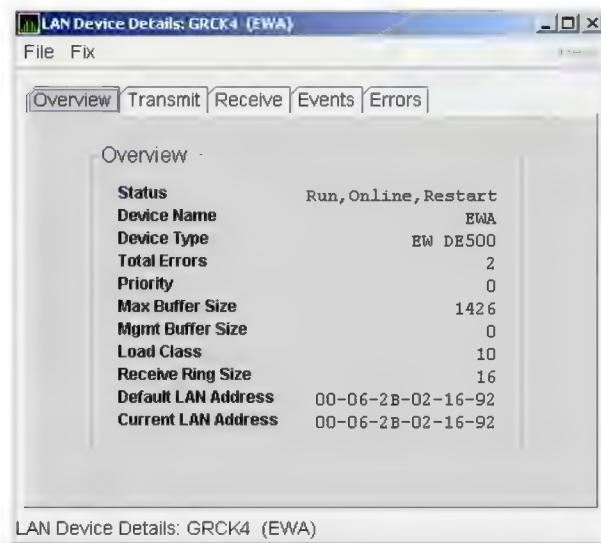 LAN Device Details: GRCK4 (EWA)
File Fix
Overview Transmit Receive Events Errors
Overview
Status Run,Online,Restart
Device Name EWA
Device Type EW DE500
Total Errors 2
Priority 0
Max Buffer Size 1426
Mgmt Buffer Size 0
Load Class 10
Receive Ring Size 16
Default LAN Address 00-06-2B-02-16-92
Current LAN Address 00-06-2B-02-16-92
LAN Device Details: GRCK4 (EWA)